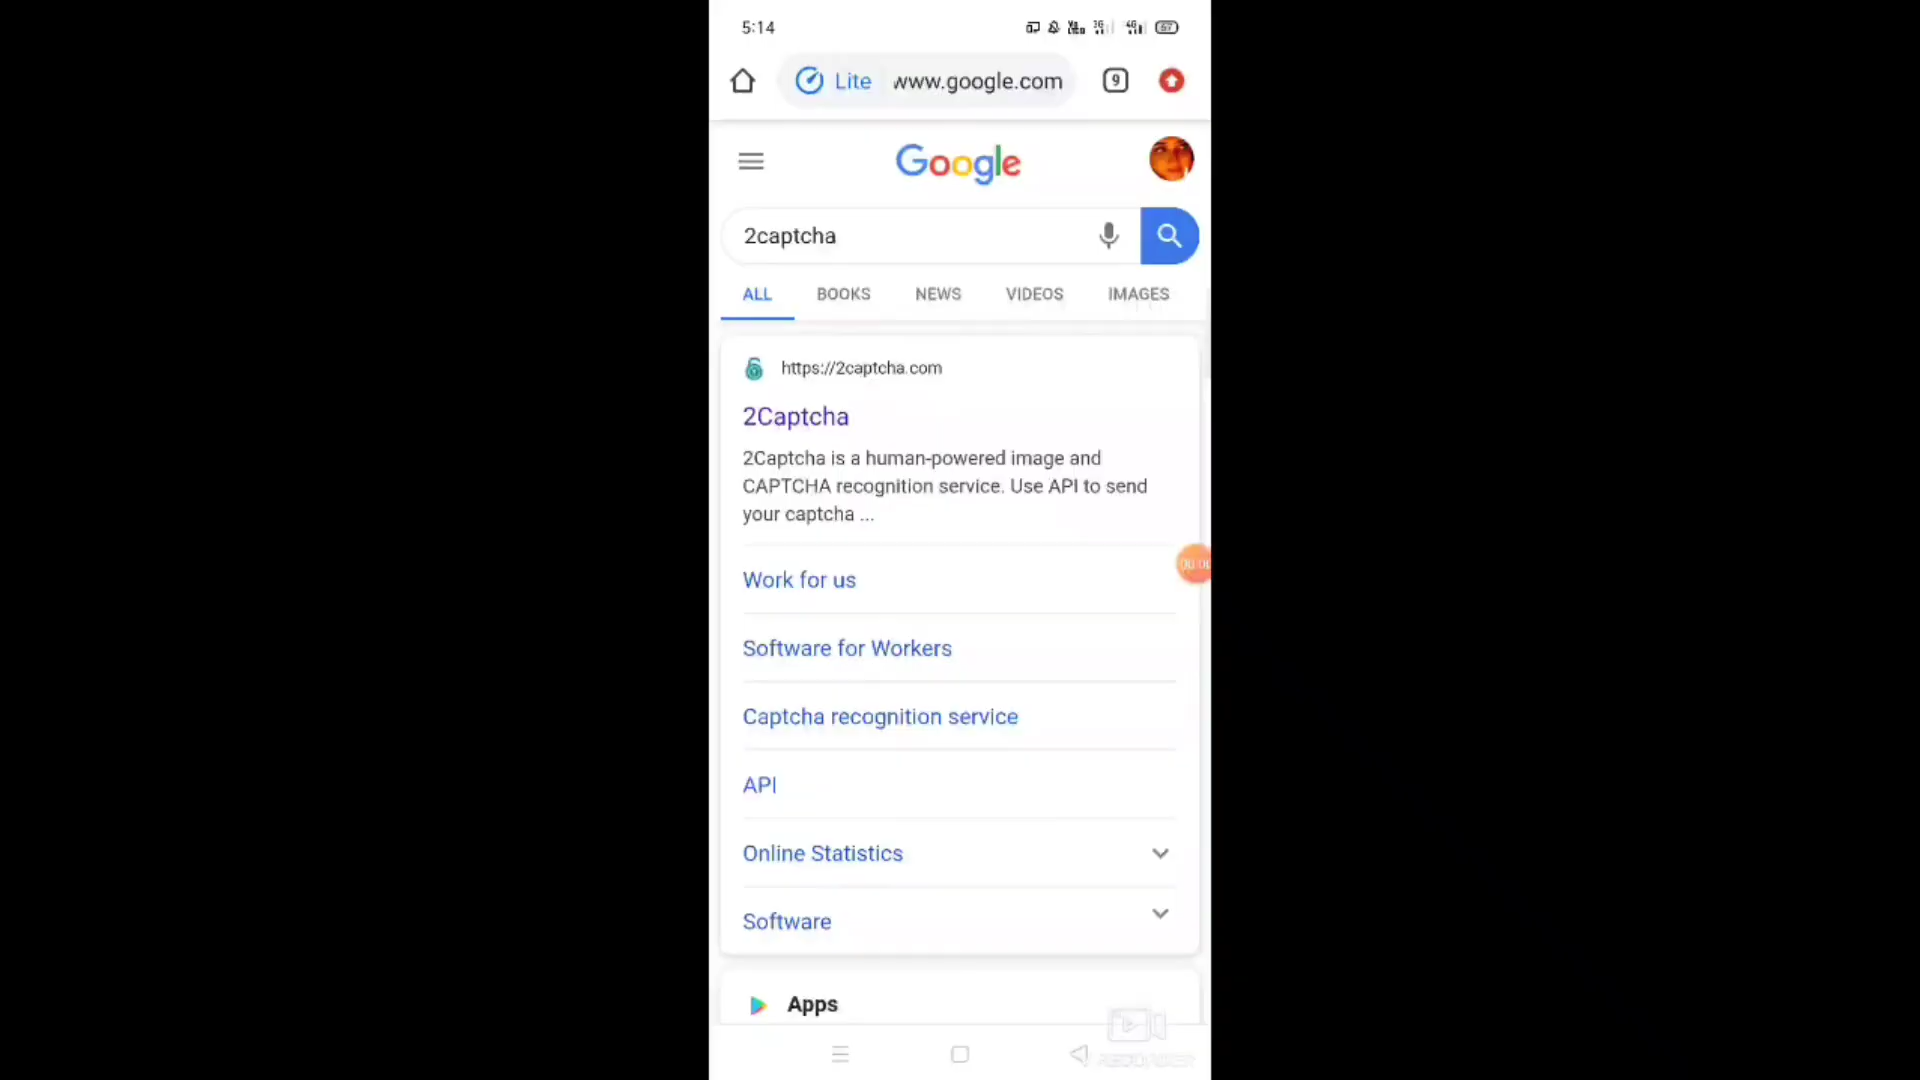 5:14
67
Lite www.google.com 9
Google
2captcha
ALL BOOKS NEWS VIDEOS IMAGES
https://2captcha.com
2Captcha
2Captcha is a human-powered image and
CAPTCHA recognition service. Use API to send
your captcha ...
Work for us
Software for Workers
Captcha recognition service
API
Online Statistics
Software
Apps
RECORDER